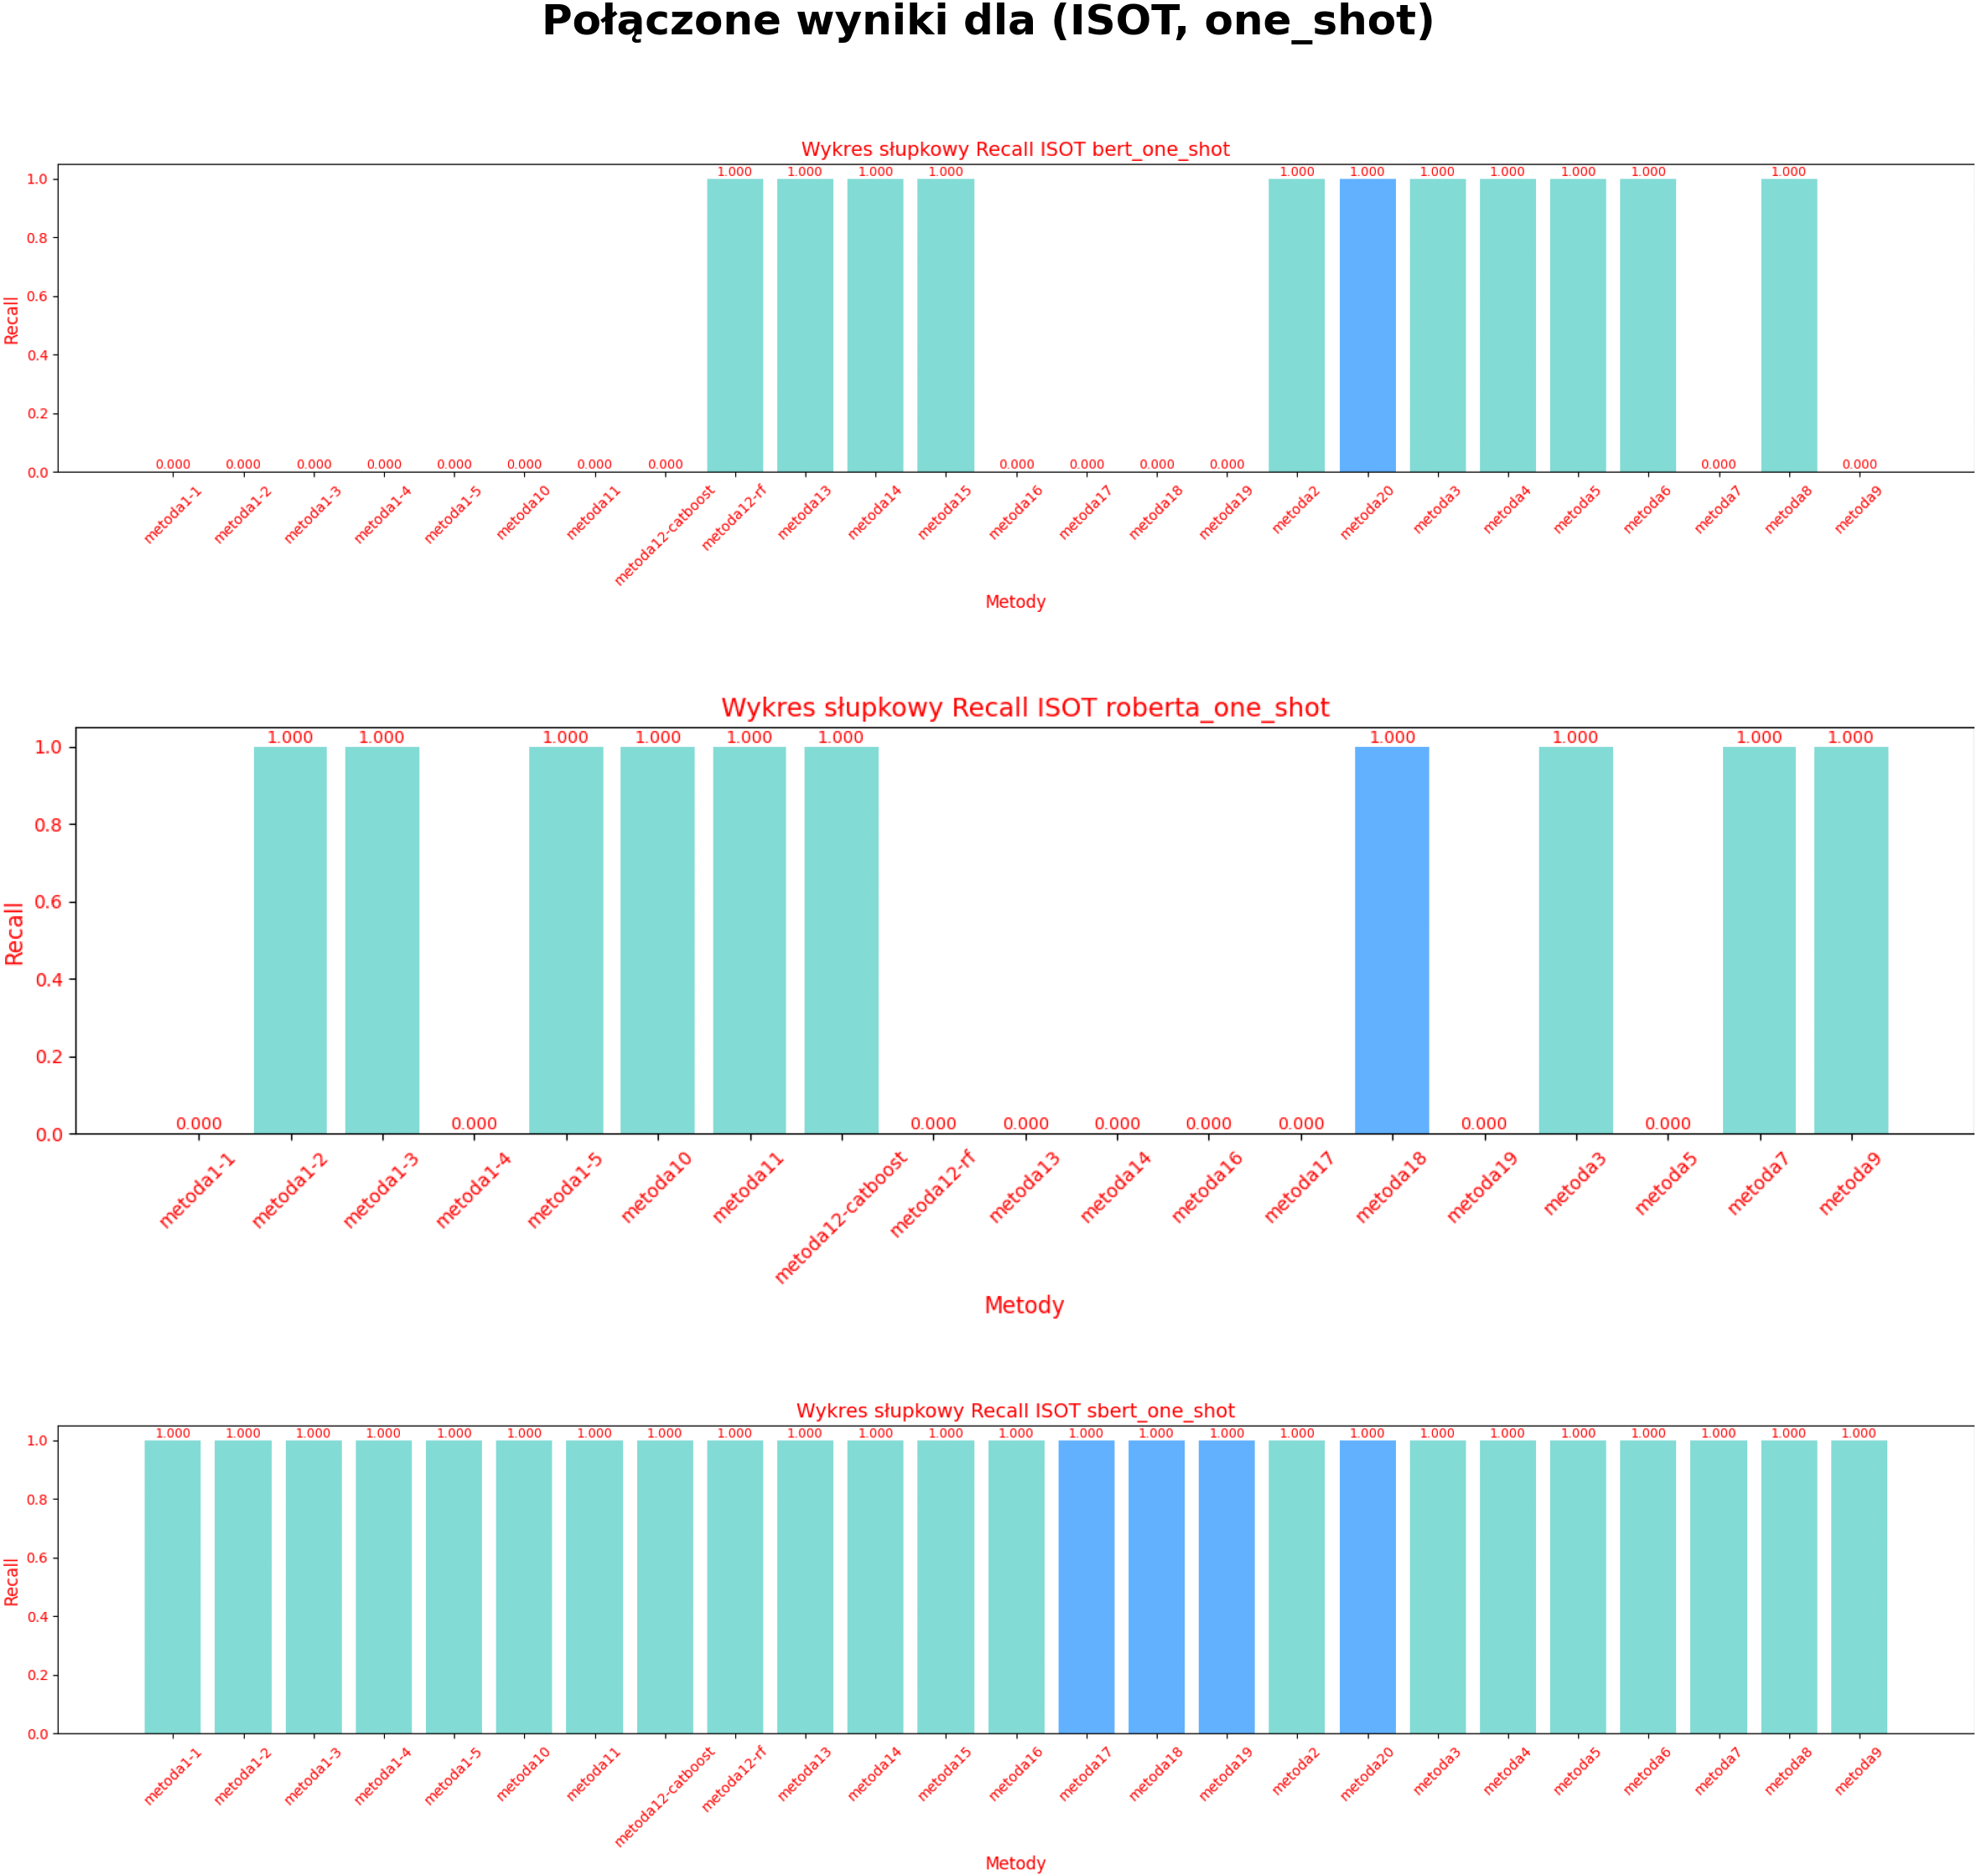 Połączone wyniki dla (ISOT, one_shot)
Wykres słupkowy Recall ISOT bert_one_shot
1.000 1.000 1.000 1.000 1.000 1.000 1.000 1.000 1.000 1.000 1.000
1.0
0.8
0.6
Recall
0.4
0.2
0.000 0.000 0.000 0.000 0.000 0.000 0.000 0.000 0.000 0.000 0.000 0.000 0.000 0.000
0.0
metoda1-1 metoda1-2 metoda1-3 metoda1-4 metoda1-5 metoda10 metoda11 metoda12-catboost metoda12-rf metoda13 metoda14 metoda15 metoda16 metoda17 metoda18 metoda19 metoda2 metoda20 metoda3 metoda4 metoda5 metoda6 metoda7 metoda8 metoda9
Metody
Wykres słupkowy Recall ISOT roberta_one_shot
1.000 1.000 1.000 1.000 1.000 1.000 1.000 1.000 1.000 1.000
1.0
0.8
0.6
Recall
0.4
0.2
0.000 0.000 0.000 0.000 0.000 0.000 0.000 0.000 0.000
0.0
metoda1-1 metoda1-2 metoda1-3 metoda1-4 metoda1-5 metoda10 metoda11 metoda12-catboost metoda12-rf metoda13 metoda14 metoda16 metoda17 metoda18 metoda19 metoda3 metoda5 metoda7 metoda9
Metody
Wykres słupkowy Recall ISOT sbert_one_shot
1.000 1.000 1.000 1.000 1.000 1.000 1.000 1.000 1.000 1.000 1.000 1.000 1.000 1.000 1.000 1.000 1.000 1.000 1.000 1.000 1.000 1.000 1.000 1.000 1.000
1.0
0.8
0.6
Recall
0.4
0.2
0.0
metoda1-1 metoda1-2 metoda1-3 metoda1-4 metoda1-5 metoda10 metoda11 metoda12-catboost metoda12-rf metoda13 metoda14 metoda15 metoda16 metoda17 metoda18 metoda19 metoda2 metoda20 metoda3 metoda4 metoda5 metoda6 metoda7 metoda8 metoda9
Metody